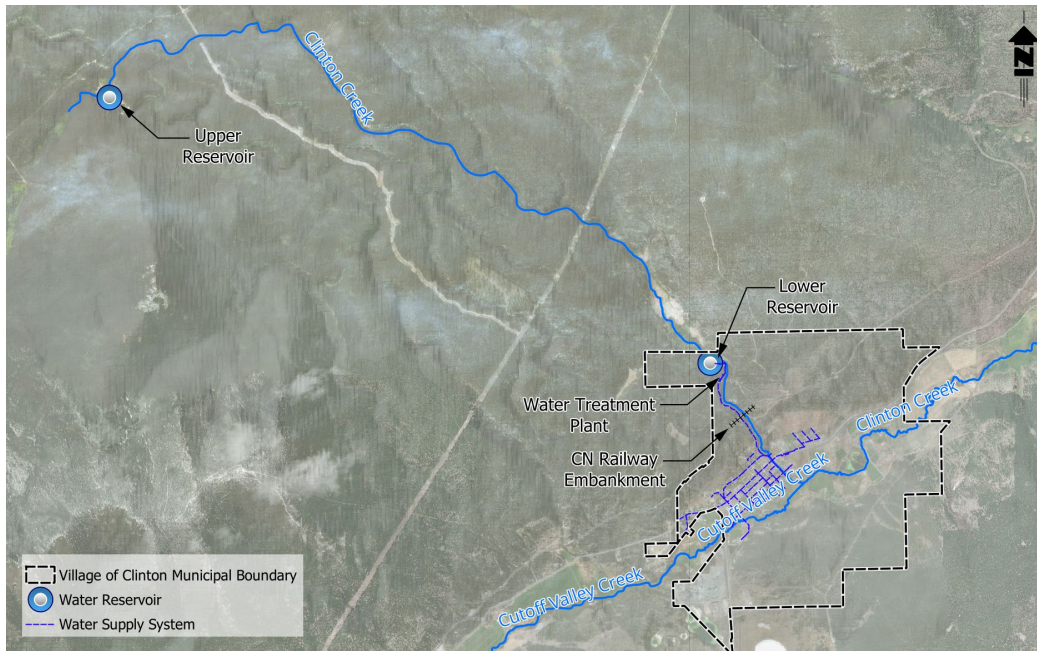 Clinton Creek
N
Upper
Reservoir
Lower
Reservoir
Water Treatment
Plant
Clinton Creek
CN Railway
Embankment
Cutoff Valley Creek
Cutoff Valley Creek
Village of Clinton Municipal Boundary
Water Reservoir
Water Supply System